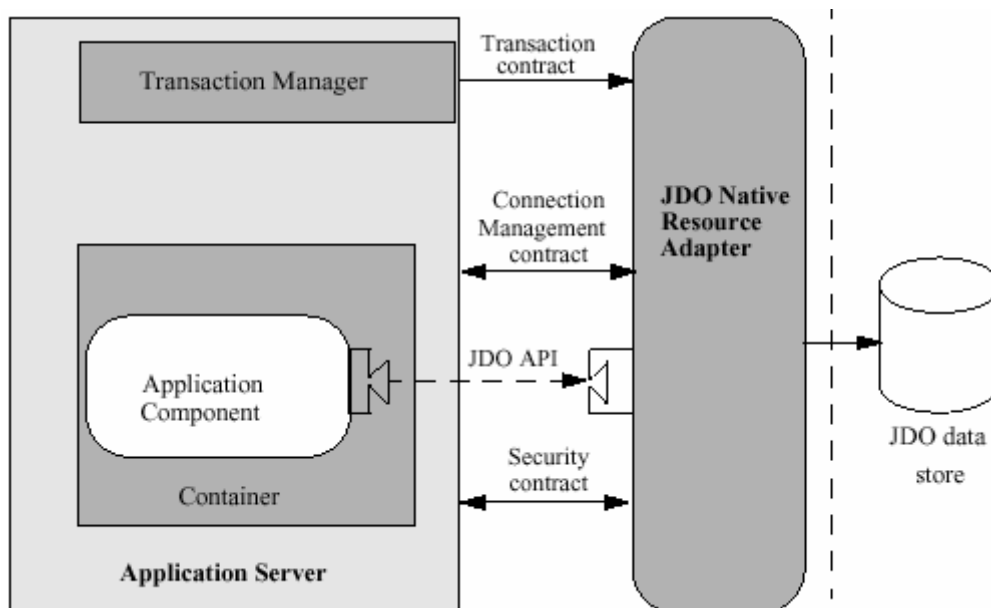 Transaction
contract
Transaction Manager
Connection
Management
contract
JDO Native
Resource
Adapter
JDO API
Application
Component
Security
contract
Container
Application Server
JDO data
store